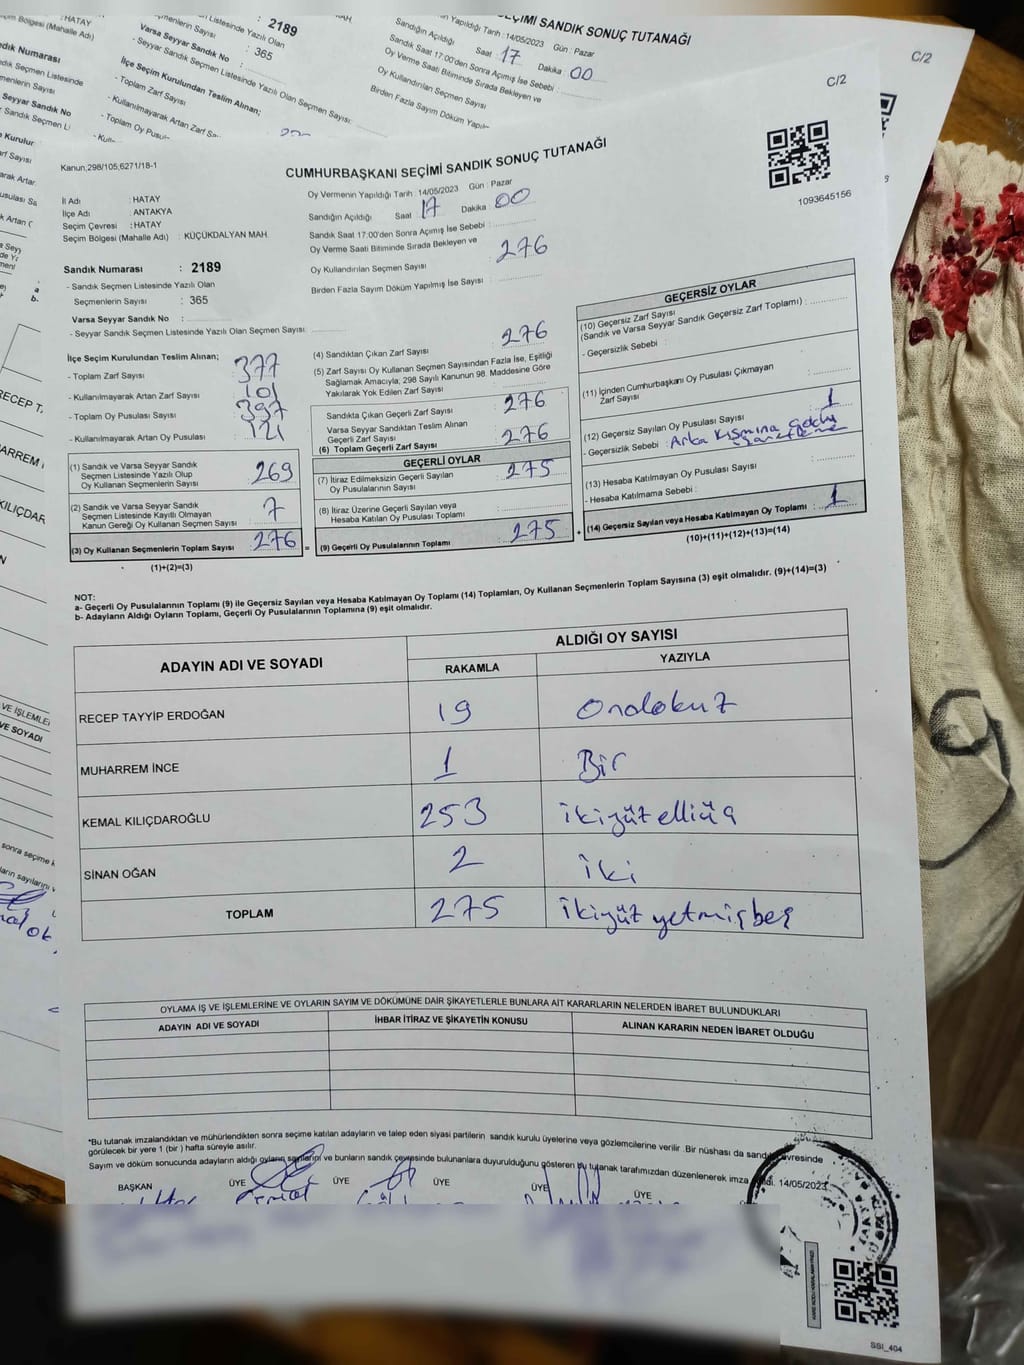 C/2
Kanun,298/105,6271/18-1
CUMHURBAŞKANI SEÇİMİ SANDIK SONUÇ TUTANAĞI
1093645156
İl Adı : HATAY
İlçe Adı : ANTAKYA
Seçim Çevresi : HATAY
Seçim Bölgesi (Mahalle Adı) : KÜÇÜKDALYAN MAH.
Oy Vermenin Yapıldığı Tarih : 14/05/2023 Gün : Pazar
Sandığın Açıldığı Saat 17 Dakika 00
Sandık Saat 17:00'den Sonra Açımış İse Sebebi :
Oy Verme Saati Bitiminde Sırada Bekleyen ve
Oy Kullandırılan Seçmen Sayısı 276
Birden Fazla Sayım Döküm Yapılmış İse Sayısı :
Sandık Numarası : 2189
- Sandık Seçmen Listesinde Yazılı Olan
Seçmenlerin Sayısı : 365
Varsa Seyyar Sandık No :
- Seyyar Sandık Seçmen Listesinde Yazılı Olan Seçmen Sayısı:
İlçe Seçim Kurulundan Teslim Alınan;
- Toplam Zarf Sayısı 377
- Kullanılmayarak Artan Zarf Sayısı 101
- Toplam Oy Pusulası Sayısı 397
- Kullanılmayarak Artan Oy Pusulası 121
(1) Sandık ve Varsa Seyyar Sandık
Seçmen Listesinde Yazılı Olup
Oy Kullanan Seçmenlerin Sayısı 269
(2) Sandık ve Varsa Seyyar Sandık
Seçmen Listesinde Kayıtlı Olmayan
Kanun Gereği Oy Kullanan Seçmen Sayısı 7
(3) Oy Kullanan Seçmenlerin Toplam Sayısı 276
(1)+(2)=(3)
(4) Sandıktan Çıkan Zarf Sayısı 276
(5) Zarf Sayısı Oy Kullanan Seçmen Sayısından Fazla İse, Eşitliği
Sağlamak Amacıyla, 298 Sayılı Kanunun 98. Maddesine Göre
Yakılarak Yok Edilen Zarf Sayısı
Sandıkta Çıkan Geçerli Zarf Sayısı 276
Varsa Seyyar Sandıktan Teslim Alınan
Geçerli Zarf Sayısı
(6) Toplam Geçerli Zarf Sayısı 276
GEÇERLİ OYLAR
(7) İtiraz Edilmeksizin Geçerli Sayılan
Oy Pusulalarının Sayısı 275
(8) İtiraz Üzerine Geçerli Sayılan veya
Hesaba Katılan Oy Pusulası Toplamı
(9) Geçerli Oy Pusulalarının Toplamı 275
GEÇERSİZ OYLAR
(10) Geçersiz Zarf Sayısı
(Sandık ve Varsa Seyyar Sandık Geçersiz Zarf Toplamı) :
- Geçersizlik Sebebi :
(11) İçinden Cumhurbaşkanı Oy Pusulası Çıkmayan
Zarf Sayısı
(12) Geçersiz Sayılan Oy Pusulası Sayısı 1
- Geçersizlik Sebebi : Arka Kısmına
(13) Hesaba Katılmayan Oy Pusulası Sayısı
- Hesaba Katılmama Sebebi :
(14) Geçersiz Sayılan veya Hesaba Katılmayan Oy Toplamı : 1
(10)+(11)+(12)+(13)=(14)
NOT:
a- Geçerli Oy Pusulalarının Toplamı (9) ile Geçersiz Sayılan veya Hesaba Katılmayan Oy Toplamı (14) Toplamları, Oy Kullanan Seçmenlerin Toplam Sayısına (3) eşit olmalıdır. (9)+(14)=(3)
b- Adayların Aldığı Oyların Toplamı, Geçerli Oy Pusulalarının Toplamına (9) eşit olmalıdır.
ADAYIN ADI VE SOYADI
ALDIĞI OY SAYISI
RAKAMLA YAZIYLA
RECEP TAYYİP ERDOĞAN 19 Ondokuz
MUHARREM İNCE 1 Bir
KEMAL KILIÇDAROĞLU 253 ikiyüz elliüç
SİNAN OĞAN 2 iki
TOPLAM 275 ikiyüz yetmişbeş
OYLAMA İŞ VE İŞLEMLERİNE VE OYLARIN SAYIM VE DÖKÜMÜNE DAİR ŞİKAYETLERLE BUNLARA AİT KARARLARIN NELERDEN İBARET BULUNDUKLARI
ADAYIN ADI VE SOYADI İHBAR İTİRAZ VE ŞİKAYETİN KONUSU ALINAN KARARIN NEDEN İBARET OLDUĞU
*Bu tutanak imzalandıktan ve mühürlendikten sonra seçime katılan adayların ve talep eden siyasi partilerin sandık kurulu üyelerine veya gözlemcilerine verilir. Bir nüshası da sandık çevresinde
görülecek bir yere 1 (bir) hafta süreyle asılır.
Sayım ve döküm sonucunda adayların aldığı oyların sayılarını ve bunların sandık çevresinde bulunanlara duyurulduğunu gösteren Bu tutanak tarafımızdan düzenlenerek imza edildi. 14/05/2023
BAŞKAN ÜYE ÜYE ÜYE ÜYE ÜYE
SSI_404